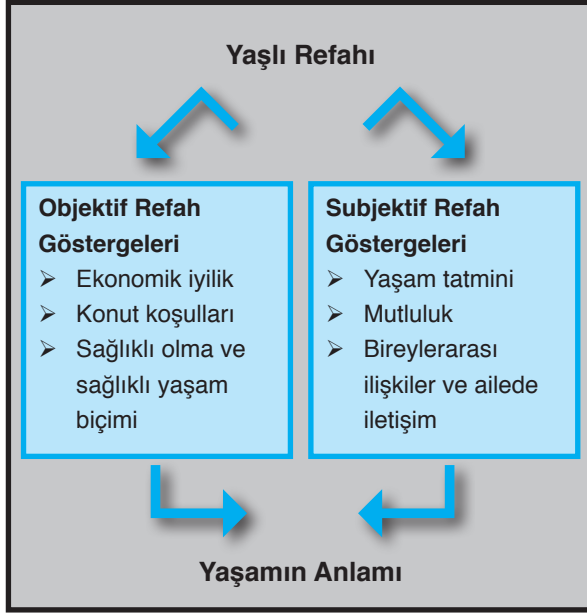 Yaşlı Refahı
Objektif Refah
Göstergeleri
➢ Ekonomik iyilik
➢ Konut koşulları
➢ Sağlıklı olma ve
sağlıklı yaşam
biçimi
Subjektif Refah
Göstergeleri
➢ Yaşam tatmini
➢ Mutluluk
➢ Bireylerarası
ilişkiler ve ailede
iletişim
Yaşamın Anlamı